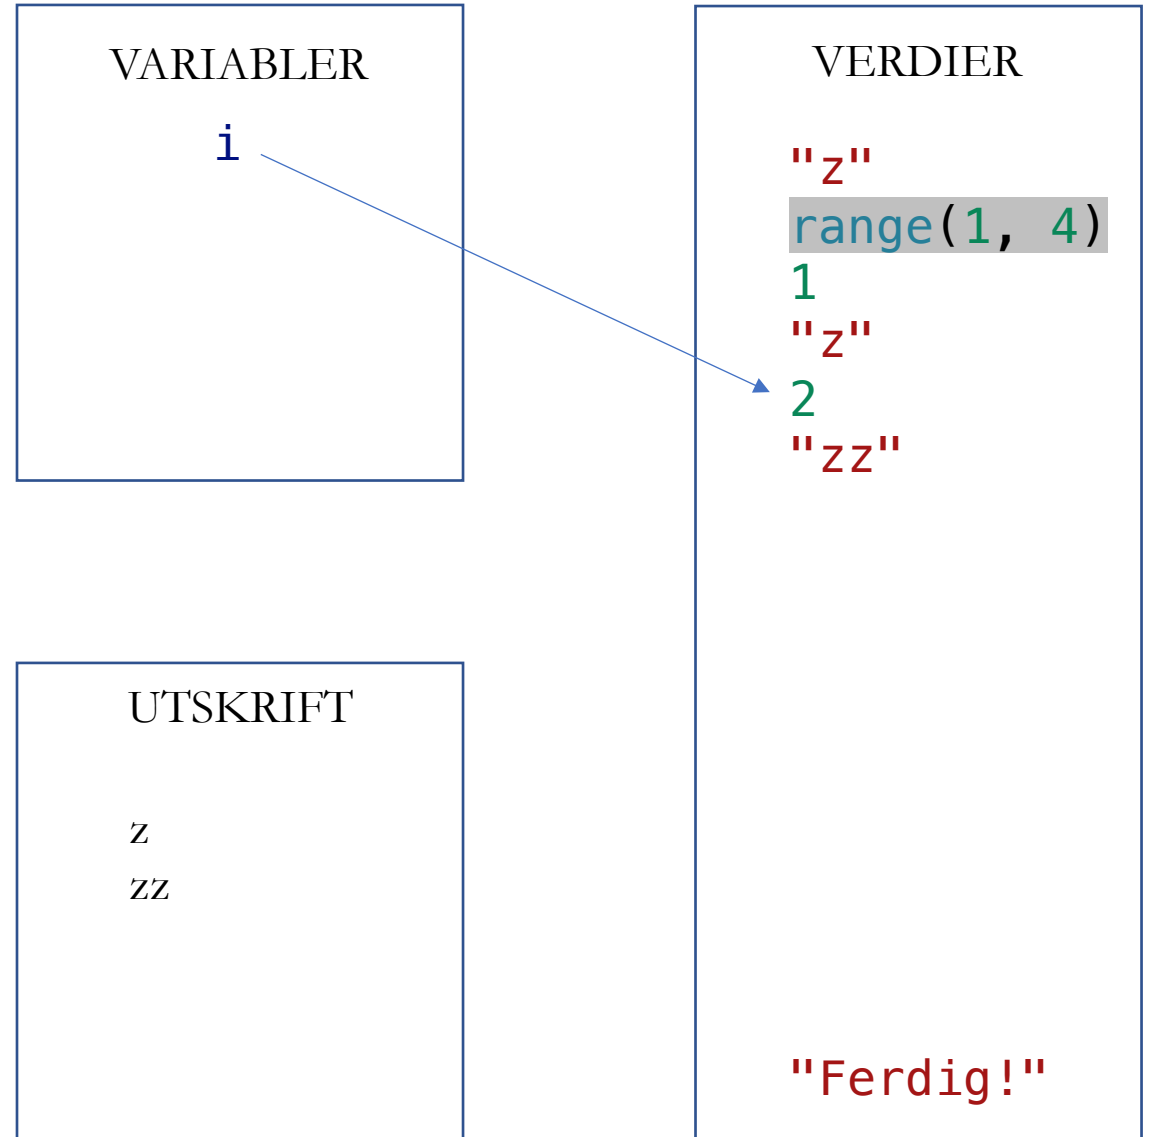 VARIABLER
i
UTSKRIFT
z
zz
VERDIER
"z"
range(1, 4)
1
"z"
2
"zz"
"Ferdig!"